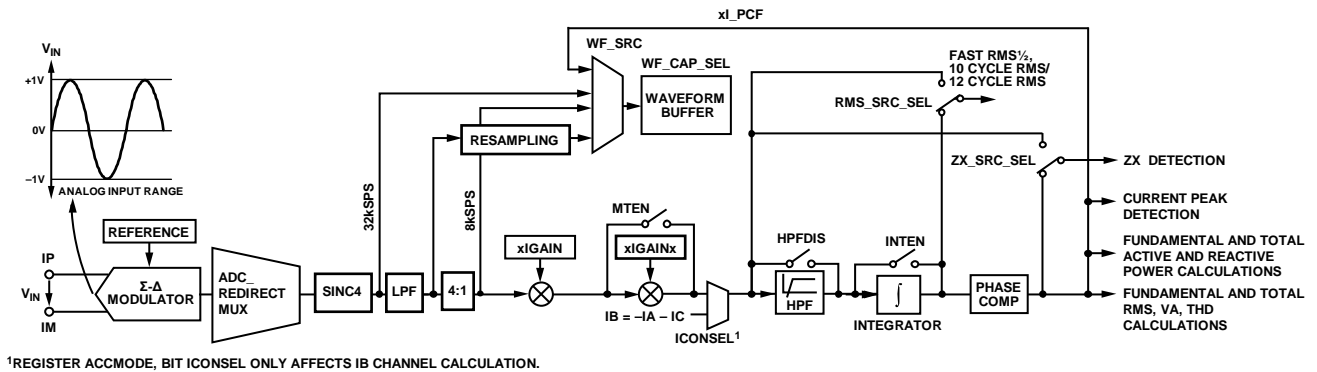 xI_PCF
V_IN
+1V
0V
–1V
ANALOG INPUT RANGE
WF_SRC
WF_CAP_SEL
WAVEFORM
BUFFER
RESAMPLING
FAST RMS½,
10 CYCLE RMS/
12 CYCLE RMS
RMS_SRC_SEL
ZX_SRC_SEL
ZX DETECTION
CURRENT PEAK
DETECTION
FUNDAMENTAL AND TOTAL
ACTIVE AND REACTIVE
POWER CALCULATIONS
FUNDAMENTAL AND TOTAL
RMS, VA, THD
CALCULATIONS
32kSPS
8kSPS
REFERENCE
IP
V_IN
IM
Σ-Δ
MODULATOR
ADC_
REDIRECT
MUX
SINC4
LPF
4:1
xIGAIN
MTEN
xIGAINx
IB = –IA – IC
ICONSEL¹
HPFDIS
HPF
INTEN
∫
INTEGRATOR
PHASE
COMP
¹REGISTER ACCMODE, BIT ICONSEL ONLY AFFECTS IB CHANNEL CALCULATION.